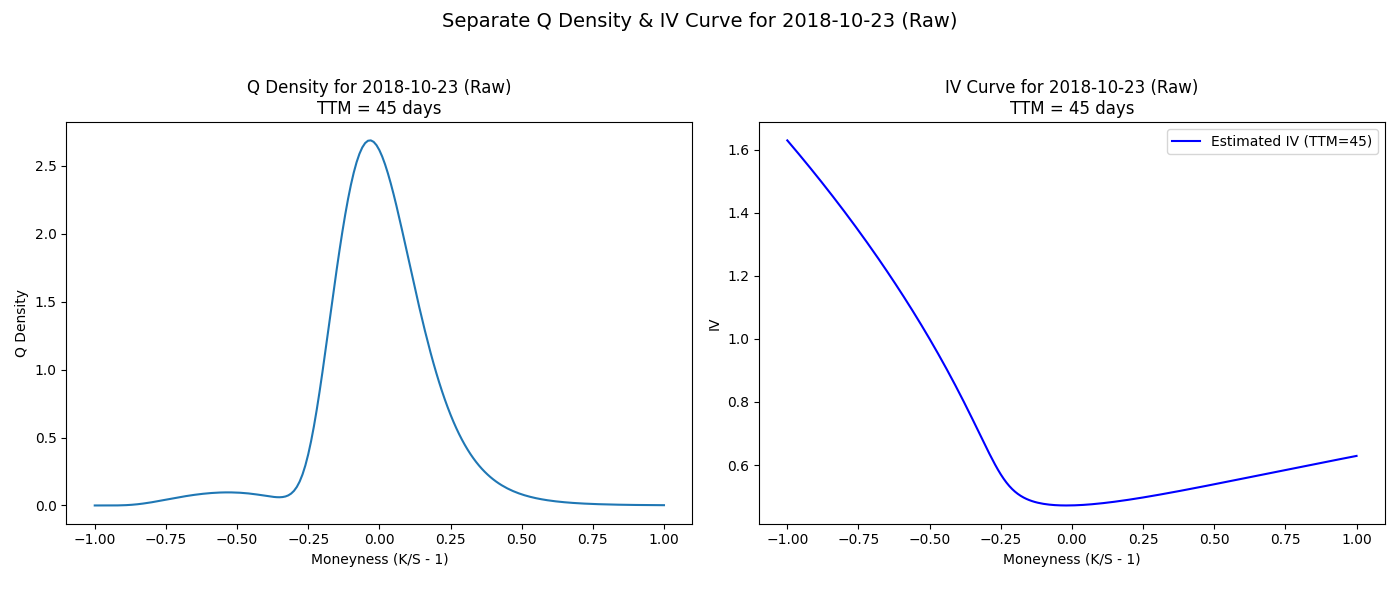 Separate Q Density & IV Curve for 2018-10-23 (Raw)
Q Density for 2018-10-23 (Raw)
TTM = 45 days
Q Density
2.5
2.0
1.5
1.0
0.5
0.0
−1.00 −0.75 −0.50 −0.25 0.00 0.25 0.50 0.75 1.00
Moneyness (K/S - 1)
IV Curve for 2018-10-23 (Raw)
TTM = 45 days
Estimated IV (TTM=45)
IV
1.6
1.4
1.2
1.0
0.8
0.6
−1.00 −0.75 −0.50 −0.25 0.00 0.25 0.50 0.75 1.00
Moneyness (K/S - 1)